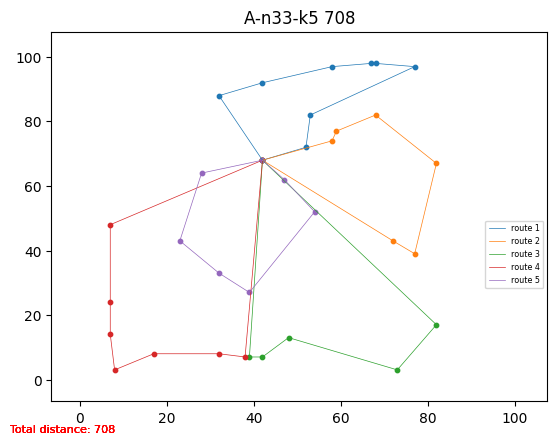 A-n33-k5 708
100
80
60
40
20
0
0 20 40 60 80 100
route 1
route 2
route 3
route 4
route 5
Total distance: 708